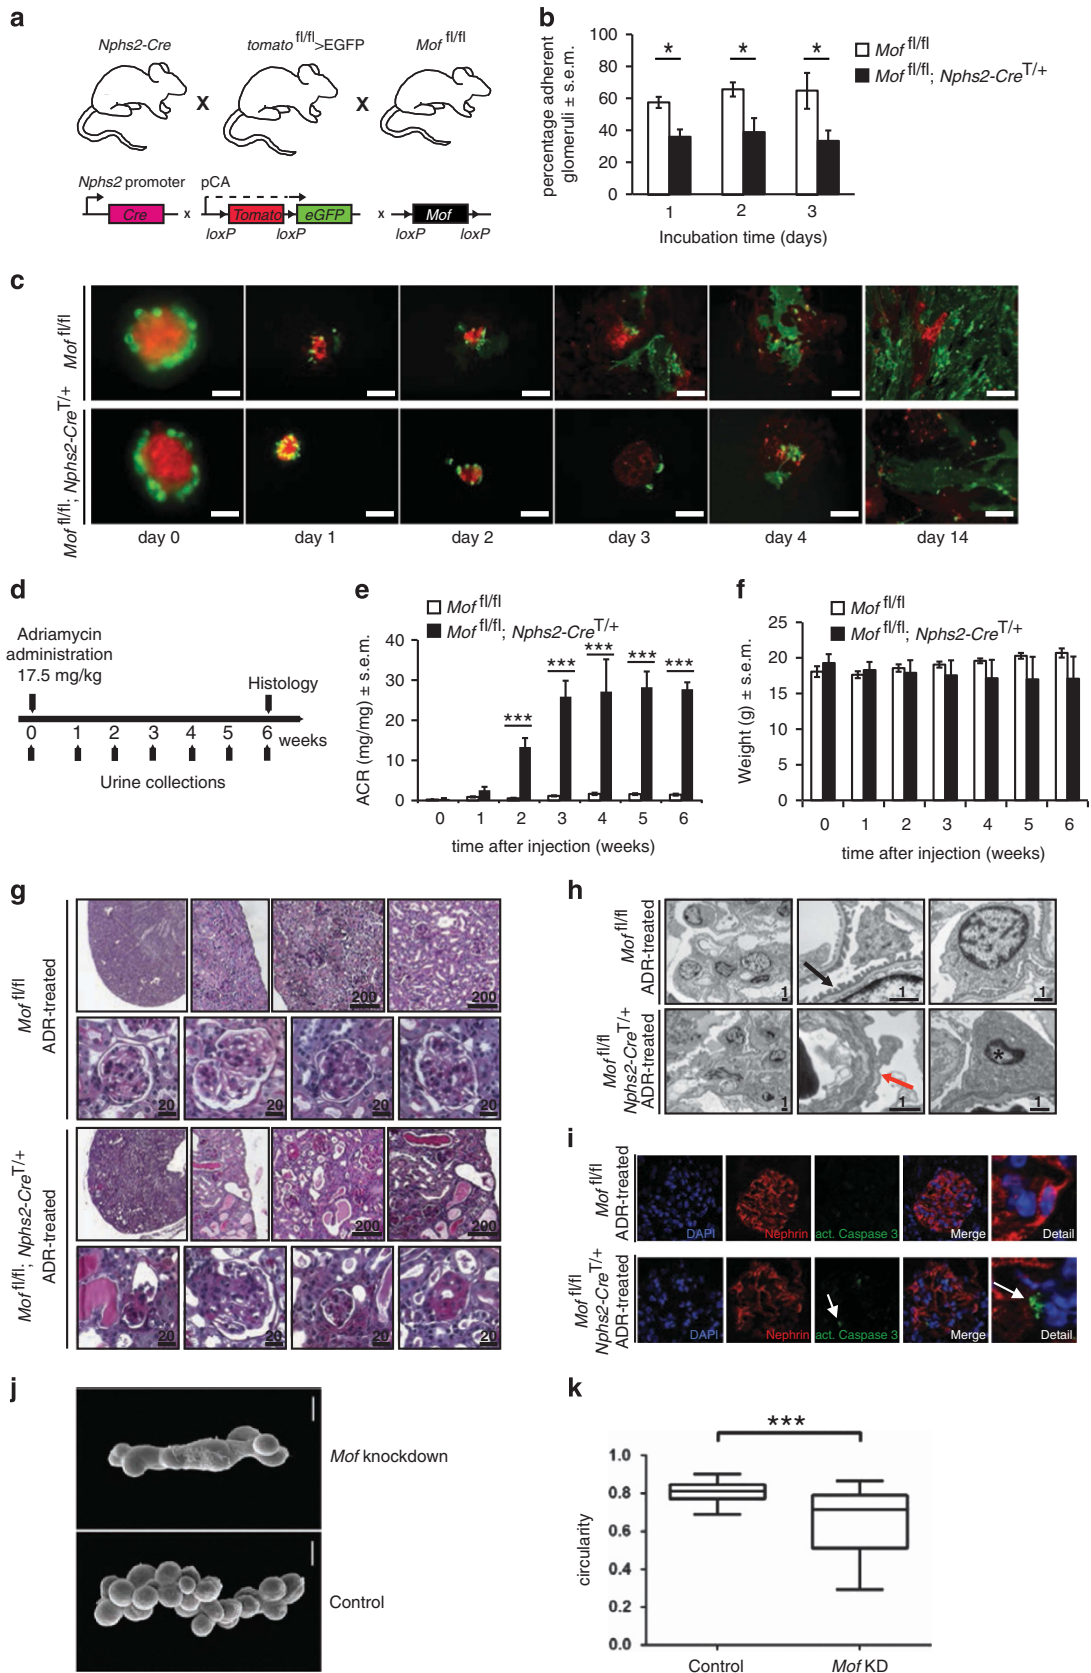 a
Nphs2-Cre
tomato fl/fl>EGFP
Mof fl/fl
X
X
Nphs2 promoter
pCA
Cre
x
Tomato
eGFP
x
Mof
loxP
loxP
loxP
loxP
b
percentage adherent
glomeruli ± s.e.m.
100
80
60
40
20
0
*
*
*
1
2
3
Incubation time (days)
Mof fl/fl
Mof fl/fl; Nphs2-Cre T/+
c
Mof fl/fl
Mof fl/fl; Nphs2-Cre T/+
day 0
day 1
day 2
day 3
day 4
day 14
d
Adriamycin
administration
17.5 mg/kg
Histology
0 1 2 3 4 5 6 weeks
Urine collections
e
Mof fl/fl
Mof fl/fl; Nphs2-Cre T/+
ACR (mg/mg) ± s.e.m.
40
30
20
10
0
***
***
***
***
***
0 1 2 3 4 5 6
time after injection (weeks)
f
Mof fl/fl
Mof fl/fl; Nphs2-Cre T/+
Weight (g) ± s.e.m.
25
20
15
10
5
0
0 1 2 3 4 5 6
time after injection (weeks)
g
Mof fl/fl
ADR-treated
200
200
20
20
20
20
Mof fl/fl; Nphs2-Cre T/+
ADR-treated
200
200
20
20
20
20
h
Mof fl/fl
ADR-treated
1
1
1
Mof fl/fl
Nphs2-Cre T/+
ADR-treated
*
1
1
1
i
Mof fl/fl
ADR-treated
DAPI
Nephrin
act. Caspase 3
Merge
Detail
Mof fl/fl
Nphs2-Cre T/+
ADR-treated
DAPI
Nephrin
act. Caspase 3
Merge
Detail
j
Mof knockdown
Control
k
***
circularity
1.0
0.8
0.6
0.4
0.2
0.0
Control
Mof KD